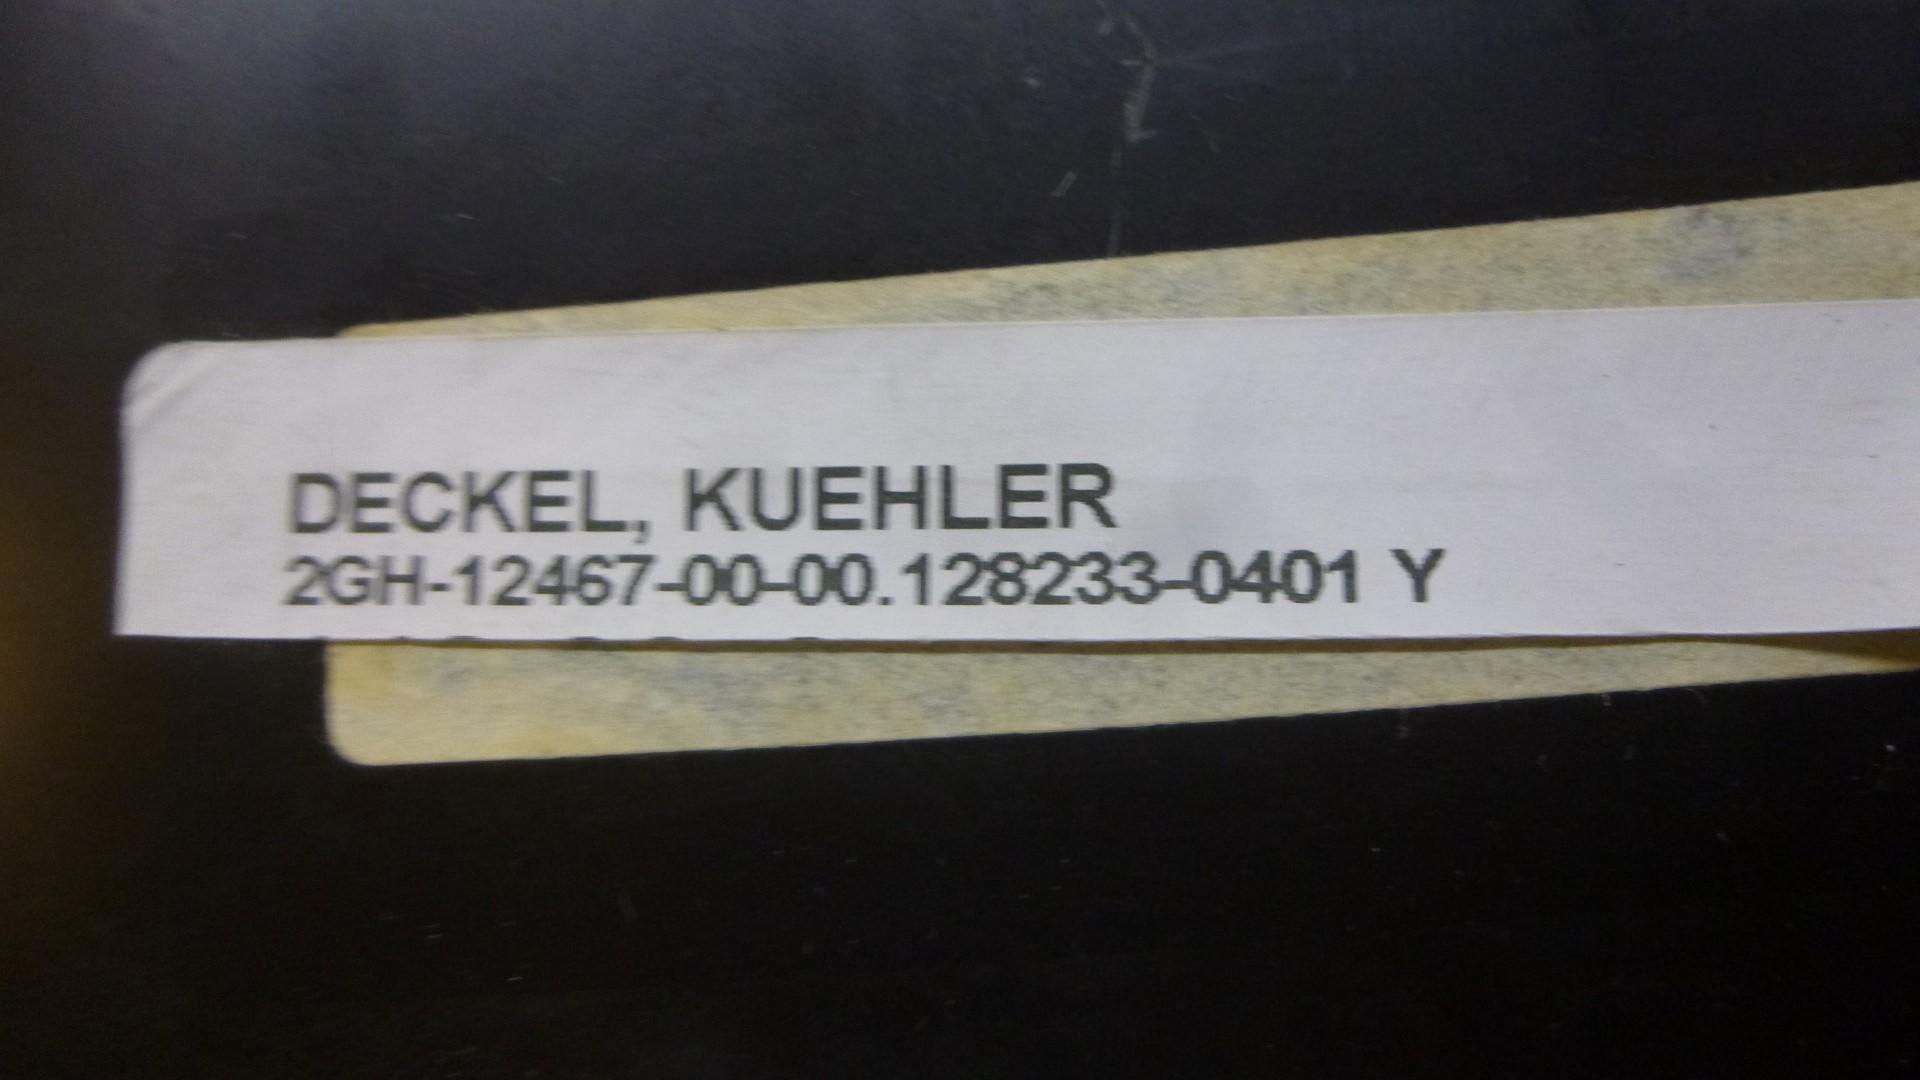 DECKEL, KUEHLER
2GH-12467-00-00.128233-0401 Y